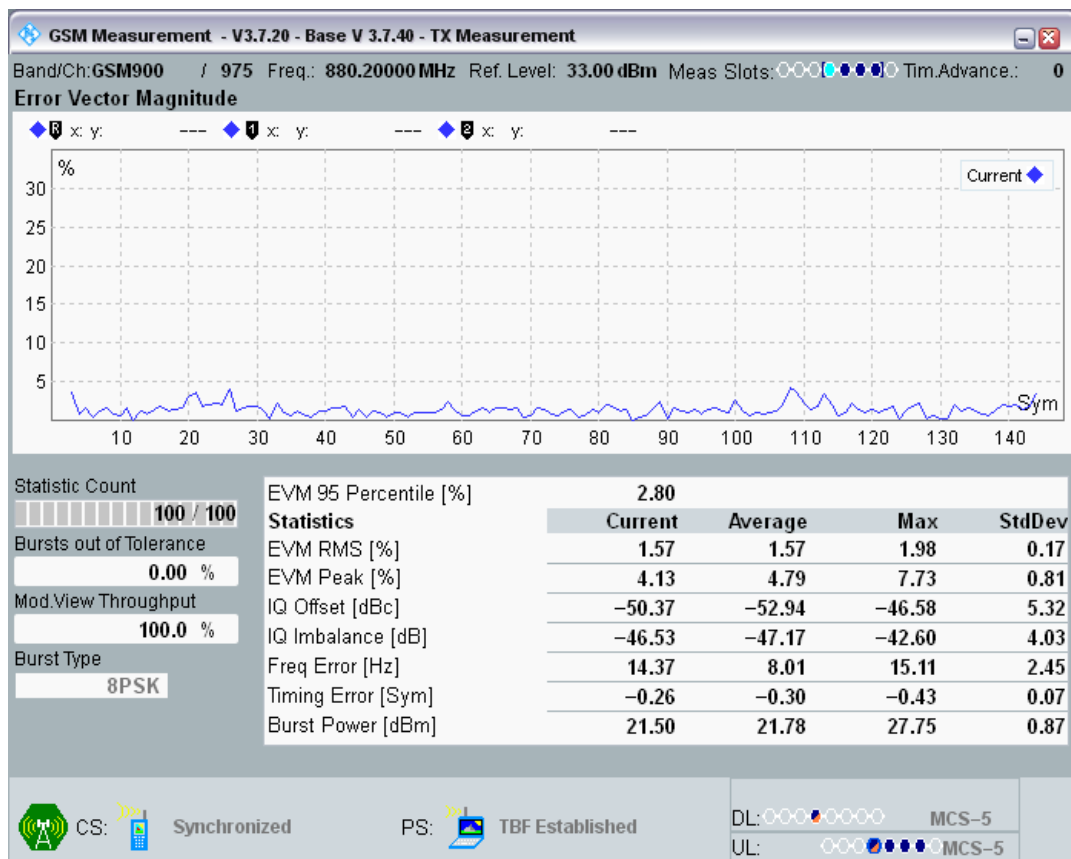 GSM Measurement - V3.7.20 - Base V 3.7.40 - TX Measurement
Band/Ch:GSM900 / 975 Freq.: 880.20000 MHz Ref. Level: 33.00 dBm Meas Slots: Tim.Advance.: 0
Error Vector Magnitude
R x: y: --- 1 x: y: --- 2 x: y: ---
%
Current
30
25
20
15
10
5
Sym
10 20 30 40 50 60 70 80 90 100 110 120 130 140
Statistic Count
100 / 100
Bursts out of Tolerance
0.00 %
Mod.View Throughput
100.0 %
Burst Type
8PSK
EVM 95 Percentile [%] 2.80
Statistics Current Average Max StdDev
EVM RMS [%] 1.57 1.57 1.98 0.17
EVM Peak [%] 4.13 4.79 7.73 0.81
IQ Offset [dBc] −50.37 −52.94 −46.58 5.32
IQ Imbalance [dB] −46.53 −47.17 −42.60 4.03
Freq Error [Hz] 14.37 8.01 15.11 2.45
Timing Error [Sym] −0.26 −0.30 −0.43 0.07
Burst Power [dBm] 21.50 21.78 27.75 0.87
CS: Synchronized PS: TBF Established
DL: MCS−5
UL: MCS−5